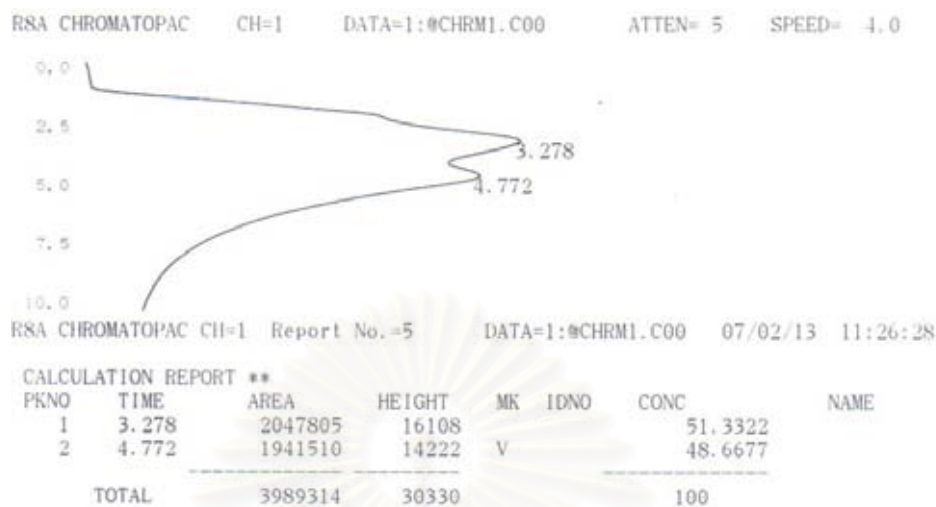 R8A CHROMATOPAC CH=1 DATA=1:@CHRM1.C00 ATTEN= 5 SPEED= 4.0
0.0
2.5
3.278
5.0
4.772
7.5
10.0
R8A CHROMATOPAC CH=1 Report No.=5 DATA=1:@CHRM1.C00 07/02/13 11:26:28
CALCULATION REPORT **
PKNO TIME AREA HEIGHT MK IDNO CONC NAME
1 3.278 2047805 16108 51.3322
2 4.772 1941510 14222 V 48.6677
TOTAL 3989314 30330 100